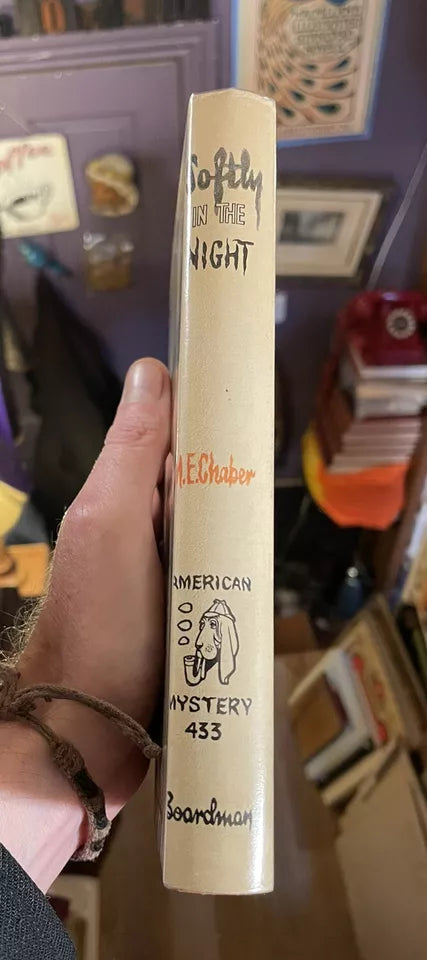 Softly
IN THE
NIGHT
M.E.Chaber
AMERICAN
MYSTERY
433
Boardman